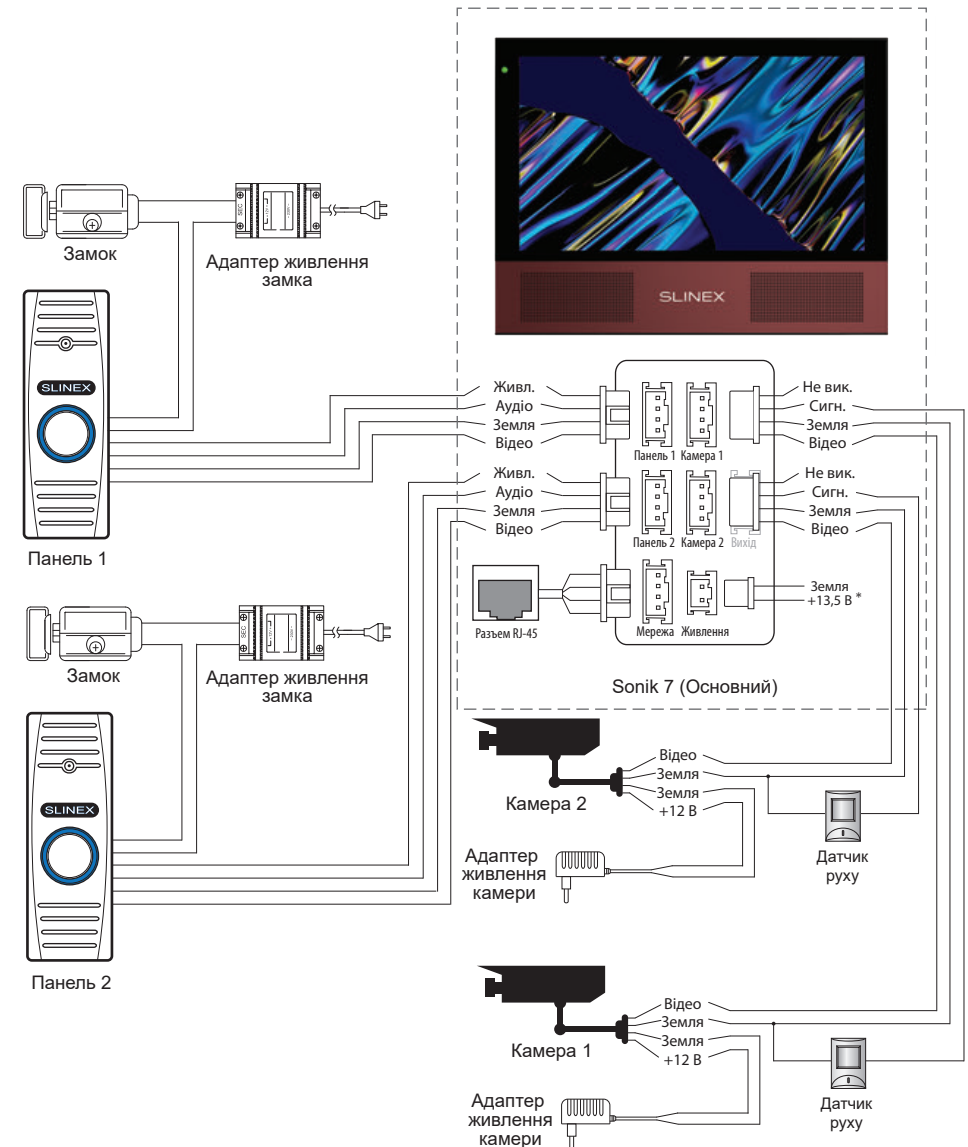 SLINEX
SEC
Замок
Адаптер живлення
замка
SLINEX
Панель 1
Живл.
Аудіо
Земля
Відео
Панель 1
Камера 1
Не вик.
Сигн.
Земля
Відео
Живл.
Аудіо
Земля
Відео
Панель 2
Камера 2
Вихід
Не вик.
Сигн.
Земля
Відео
Разъем RJ-45
Мережа
Живлення
Земля
+13,5 В *
Sonik 7 (Основний)
SEC
Замок
Адаптер живлення
замка
SLINEX
Панель 2
Камера 2
Відео
Земля
Земля
+12 В
Адаптер
живлення
камери
Датчик
руху
Камера 1
Відео
Земля
Земля
+12 В
Адаптер
живлення
камери
Датчик
руху